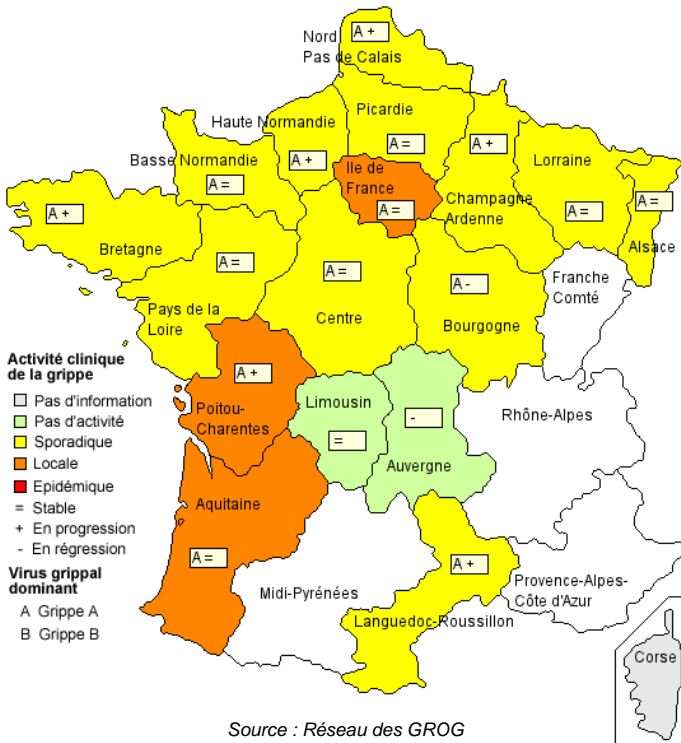 Nord
Pas de Calais
A +
Haute Normandie
A +
Picardie
A =
A +
Champagne
Ardenne
Lorraine
A =
A =
Alsace
Basse Normandie
A =
Ile de
France
A =
A +
Bretagne
A =
Pays de la
Loire
A =
Centre
A -
Bourgogne
Franche
Comté
Activité clinique
de la grippe
Pas d'information
Pas d'activité
Sporadique
Locale
Epidémique
= Stable
+ En progression
- En régression
Virus grippal
dominant
A Grippe A
B Grippe B
A +
Poitou-
Charentes
Limousin
=
-
Auvergne
Rhône-Alpes
Aquitaine
A =
Midi-Pyrénées
A +
Languedoc-Roussillon
Provence-Alpes-
Côte d'Azur
Corse
Source : Réseau des GROG